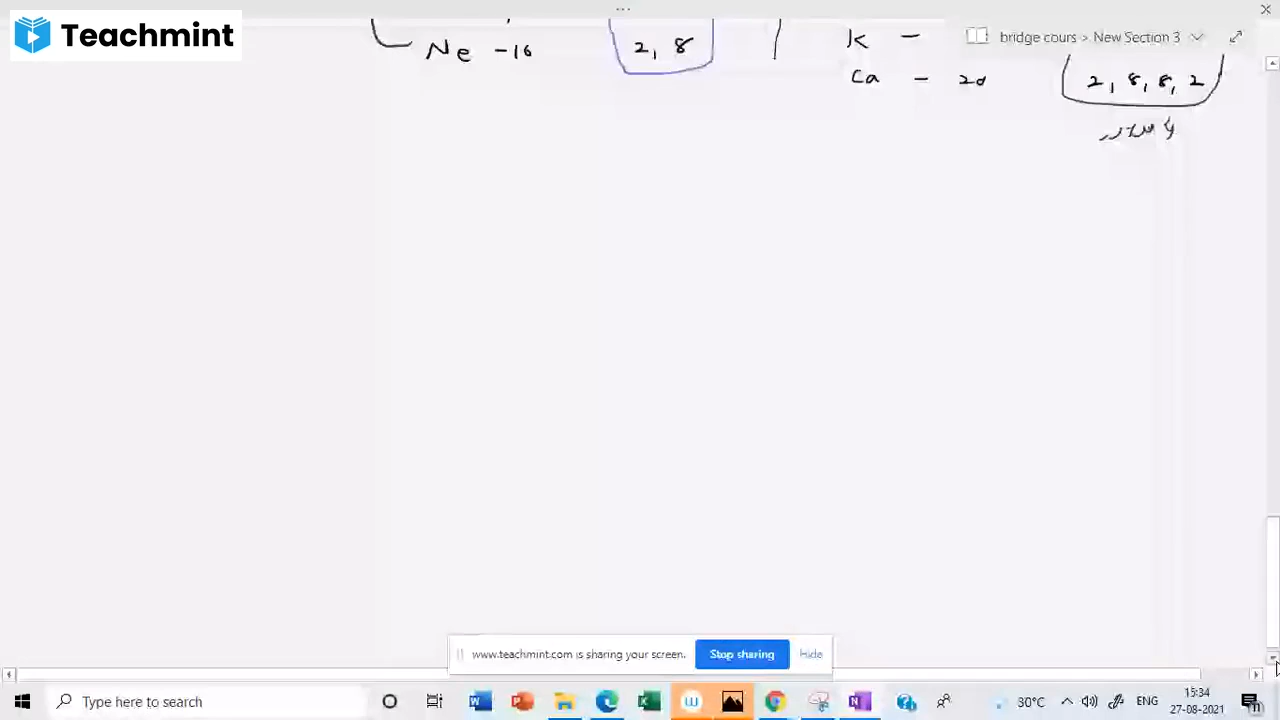 Teachmint
bridge cours > New Section 3
Ne - 10 2, 8 K -
Ca - 20 2, 8, 8, 2
www.teachmint.com is sharing your screen. Stop sharing Hide
Type here to search
30°C ENG 15:34
27-08-2021